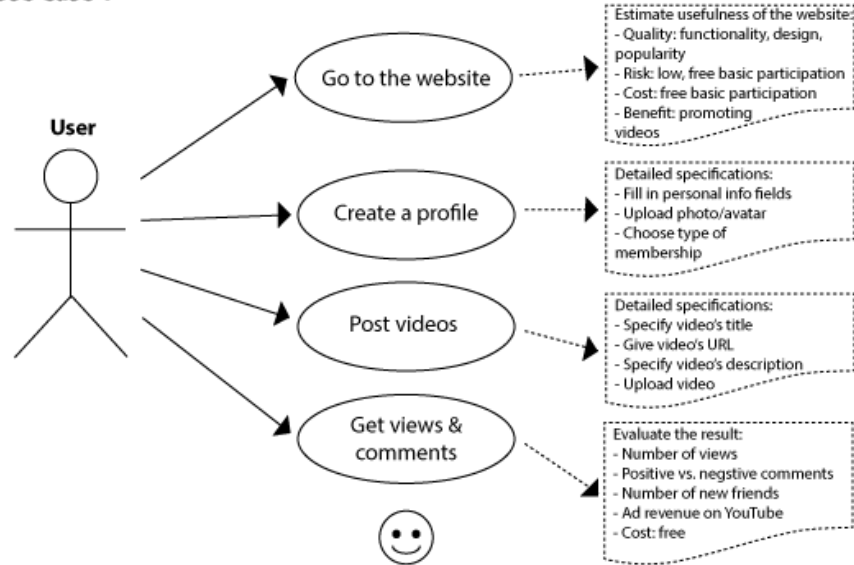 User
Go to the website
Create a profile
Post videos
Get views &
comments
Estimate usefulness of the website:
- Quality: functionality, design,
popularity
- Risk: low, free basic participation
- Cost: free basic participation
- Benefit: promoting
videos
Detailed specifications:
- Fill in personal info fields
- Upload photo/avatar
- Choose type of
membership
Detailed specifications:
- Specify video's title
- Give video's URL
- Specify video's description
- Upload video
Evaluate the result:
- Number of views
- Positive vs. negstive comments
- Number of new friends
- Ad revenue on YouTube
- Cost: free